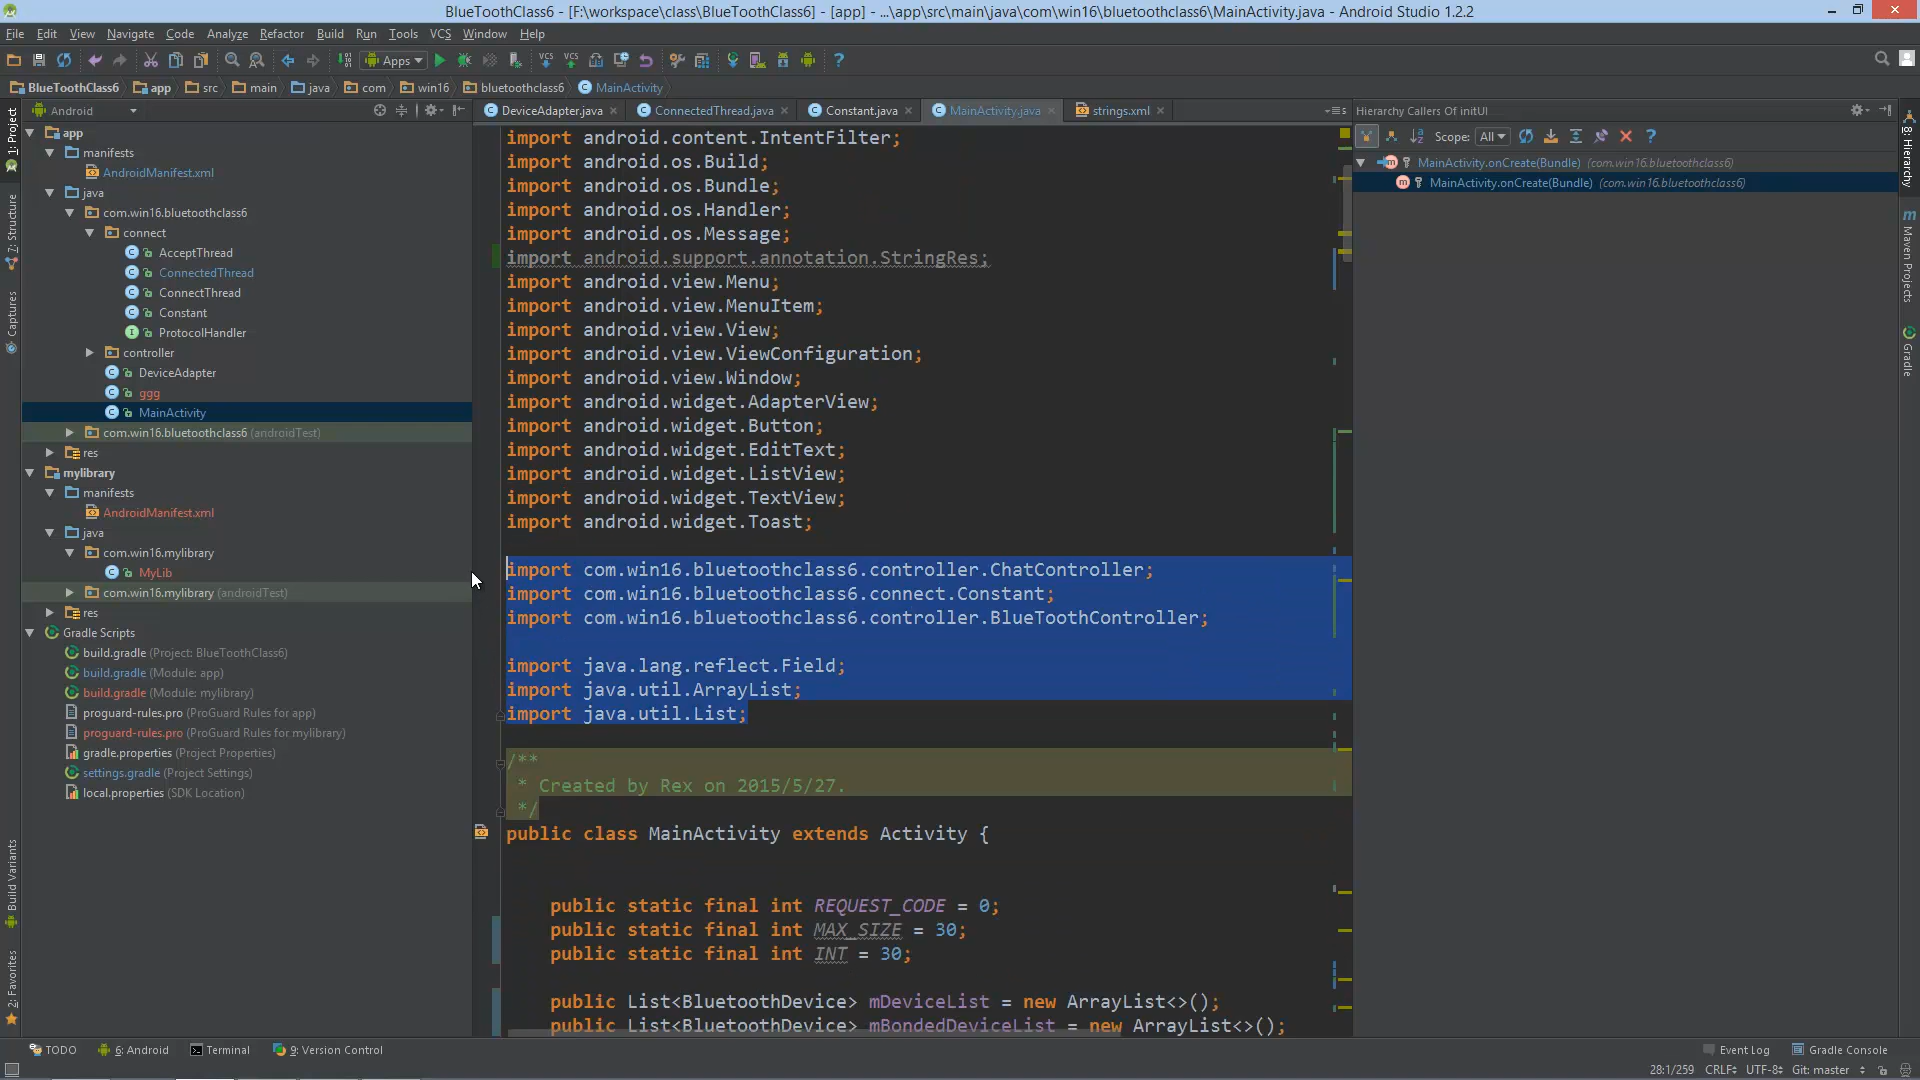 BlueToothClass6 - [F:\workspace\class\BlueToothClass6] - [app] - ...\app\src\main\java\com\win16\bluetoothclass6\MainActivity.java - Android Studio 1.2.2
File Edit View Navigate Code Analyze Refactor Build Run Tools VCS Window Help
Apps
BlueToothClass6 app src main java com win16 bluetoothclass6 MainActivity
Android
DeviceAdapter.java ConnectedThread.java Constant.java MainActivity.java strings.xml
Hierarchy Callers Of initUI
Scope: All
MainActivity.onCreate(Bundle) (com.win16.bluetoothclass6)
MainActivity.onCreate(Bundle) (com.win16.bluetoothclass6)
1: Project
7: Structure
Captures
Build Variants
2: Favorites
app
manifests
AndroidManifest.xml
java
com.win16.bluetoothclass6
connect
AcceptThread
ConnectedThread
ConnectThread
Constant
ProtocolHandler
controller
DeviceAdapter
ggg
MainActivity
com.win16.bluetoothclass6 (androidTest)
res
mylibrary
manifests
AndroidManifest.xml
java
com.win16.mylibrary
MyLib
com.win16.mylibrary (androidTest)
res
Gradle Scripts
build.gradle (Project: BlueToothClass6)
build.gradle (Module: app)
build.gradle (Module: mylibrary)
proguard-rules.pro (ProGuard Rules for app)
proguard-rules.pro (ProGuard Rules for mylibrary)
gradle.properties (Project Properties)
settings.gradle (Project Settings)
local.properties (SDK Location)
import android.content.IntentFilter;
import android.os.Build;
import android.os.Bundle;
import android.os.Handler;
import android.os.Message;
import android.support.annotation.StringRes;
import android.view.Menu;
import android.view.MenuItem;
import android.view.View;
import android.view.ViewConfiguration;
import android.view.Window;
import android.widget.AdapterView;
import android.widget.Button;
import android.widget.EditText;
import android.widget.ListView;
import android.widget.TextView;
import android.widget.Toast;
import com.win16.bluetoothclass6.controller.ChatController;
import com.win16.bluetoothclass6.connect.Constant;
import com.win16.bluetoothclass6.controller.BlueToothController;
import java.lang.reflect.Field;
import java.util.ArrayList;
import java.util.List;
/**
* Created by Rex on 2015/5/27.
*/
public class MainActivity extends Activity {
public static final int REQUEST_CODE = 0;
public static final int MAX_SIZE = 30;
public static final int INT = 30;
public List<BluetoothDevice> mDeviceList = new ArrayList<>();
public List<BluetoothDevice> mBondedDeviceList = new ArrayList<>();
8: Hierarchy
Maven Projects
Gradle
TODO 6: Android Terminal 9: Version Control Event Log Gradle Console
28:1/259 CRLF UTF-8 Git: master